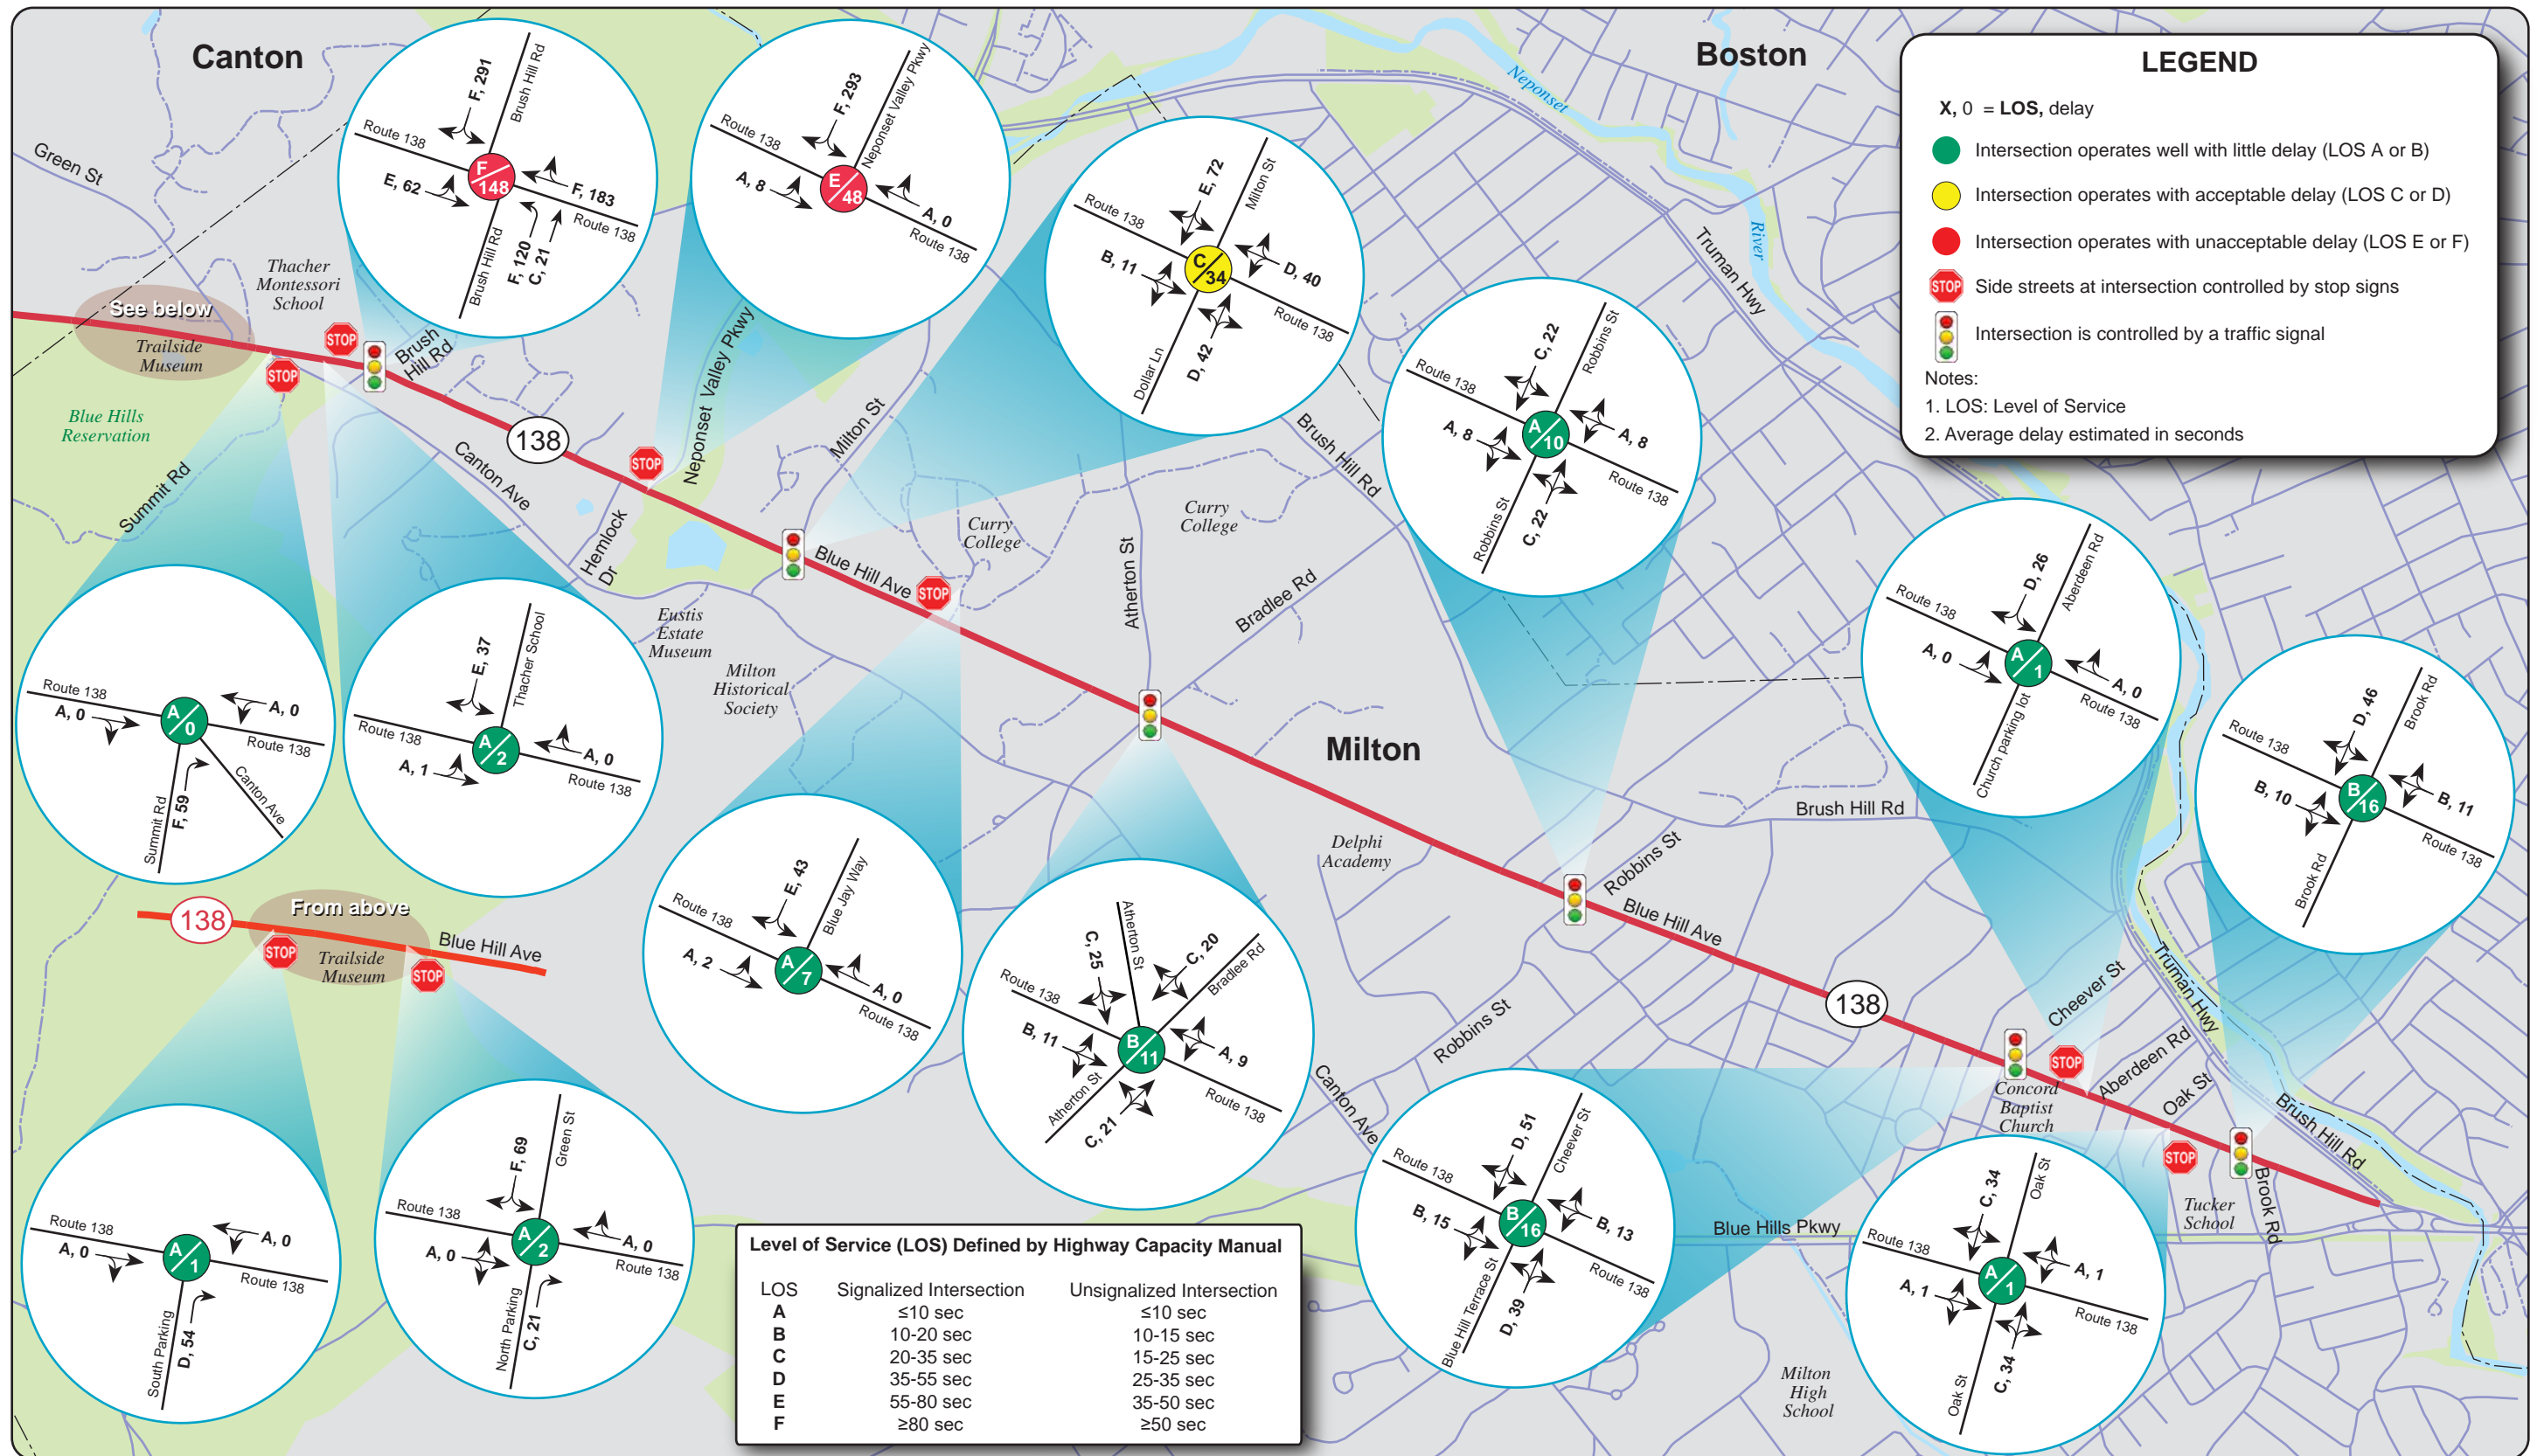 Canton
Boston
Milton
Green St
Thacher
Montessori
School
See below
Trailside
Museum
Blue Hills
Reservation
Summit Rd
STOP
STOP
Brush
Hill Rd
138
Canton Ave
Hemlock
Dr
STOP
Neponset Valley Pkwy
Milton St
Blue Hill Ave
STOP
Curry
College
Curry
College
Eustis
Estate
Museum
Milton
Historical
Society
Atherton St
Bradlee Rd
Brush Hill Rd
Neponset
River
Truman Hwy
Brush Hill Rd
Delphi
Academy
Robbins St
Blue Hill Ave
Robbins St
Canton Ave
138
Cheever St
STOP
Concord
Baptist
Church
Aberdeen Rd
Oak St
STOP
Truman Hwy
Brush Hill Rd
Brook Rd
Tucker
School
Blue Hills Pkwy
Milton
High
School
138
From above
Blue Hill Ave
STOP
Trailside
Museum
STOP
F, 291
Brush Hill Rd
Route 138
F
148
E, 62
F, 183
Route 138
Brush Hill Rd
F, 120
C, 21
F, 293
Neponset Valley Pkwy
Route 138
A, 8
E
48
A, 0
Route 138
E, 72
Milton St
Route 138
B, 11
C
34
D, 40
Route 138
Dollar Ln
D, 42
C, 22
Robbins St
Route 138
A, 8
A
10
A, 8
Route 138
Robbins St
C, 22
D, 26
Aberdeen Rd
Route 138
A, 0
A
1
A, 0
Route 138
Church parking lot
D, 46
Brook Rd
Route 138
B, 10
B
16
B, 11
Route 138
Brook Rd
Route 138
A, 0
A
0
A, 0
Route 138
Summit Rd
F, 59
Canton Ave
E, 37
Thacher School
Route 138
A, 1
A
2
A, 0
Route 138
E, 43
Blue Jay Way
Route 138
A, 2
A
7
A, 0
Route 138
Atherton St
C, 25
C, 20
Bradlee Rd
Route 138
B, 11
B
11
A, 9
Route 138
Atherton St
C, 21
Route 138
A, 0
A
1
A, 0
Route 138
South Parking
D, 54
F, 69
Green St
Route 138
A, 0
A
2
A, 0
Route 138
North Parking
C, 21
D, 51
Cheever St
Route 138
B, 15
B
16
B, 13
Route 138
Blue Hill Terrace St
D, 39
C, 34
Oak St
Route 138
A, 1
A
1
A, 1
Route 138
Oak St
C, 34
LEGEND
X, 0 = LOS, delay
Intersection operates well with little delay (LOS A or B)
Intersection operates with acceptable delay (LOS C or D)
Intersection operates with unacceptable delay (LOS E or F)
STOP Side streets at intersection controlled by stop signs
Intersection is controlled by a traffic signal
Notes:
1. LOS: Level of Service
2. Average delay estimated in seconds
Level of Service (LOS) Defined by Highway Capacity Manual
LOS Signalized Intersection Unsignalized Intersection
A ≤10 sec ≤10 sec
B 10-20 sec 10-15 sec
C 20-35 sec 15-25 sec
D 35-55 sec 25-35 sec
E 55-80 sec 35-50 sec
F ≥80 sec ≥50 sec